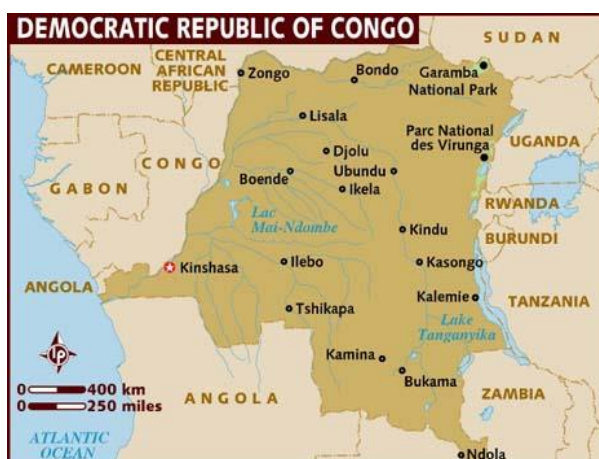 DEMOCRATIC REPUBLIC OF CONGO
SUDAN
CAMEROON
CENTRAL
AFRICAN
REPUBLIC
Zongo
Bondo
Garamba
National Park
Lisala
Parc National
des Virunga
UGANDA
CONGO
Djolu
Boende
Ubundu
Ikela
GABON
RWANDA
Lac
Mai-Ndombe
Kindu
BURUNDI
Kinshasa
Ilebo
Kasongo
ANGOLA
Tshikapa
Kalemie
TANZANIA
Lake
Tanganyika
LP
Kamina
Bukama
0 400 km
0 250 miles
ANGOLA
ZAMBIA
ATLANTIC
OCEAN
Ndola